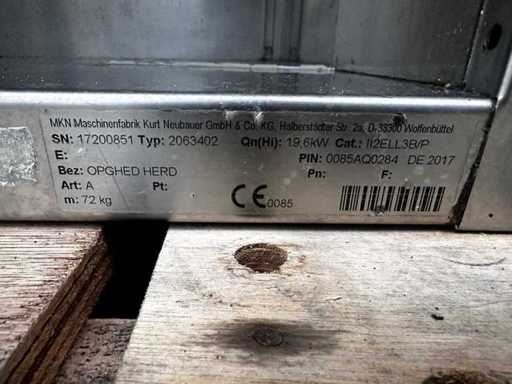 MKN Maschinenfabrik Kurt Neubauer GmbH & Co. KG, Halberstädter Str. 2a, D-38300 Wolfenbüttel
SN: 17200851 Typ: 2063402 Qn(Hi): 19,6kW Cat.: II2ELL3B/P
E: PIN: 0085AQ0284 DE 2017
Bez: OPGHED HERD Pn: F:
Art: A Pt:
m: 72 kg CE 0085